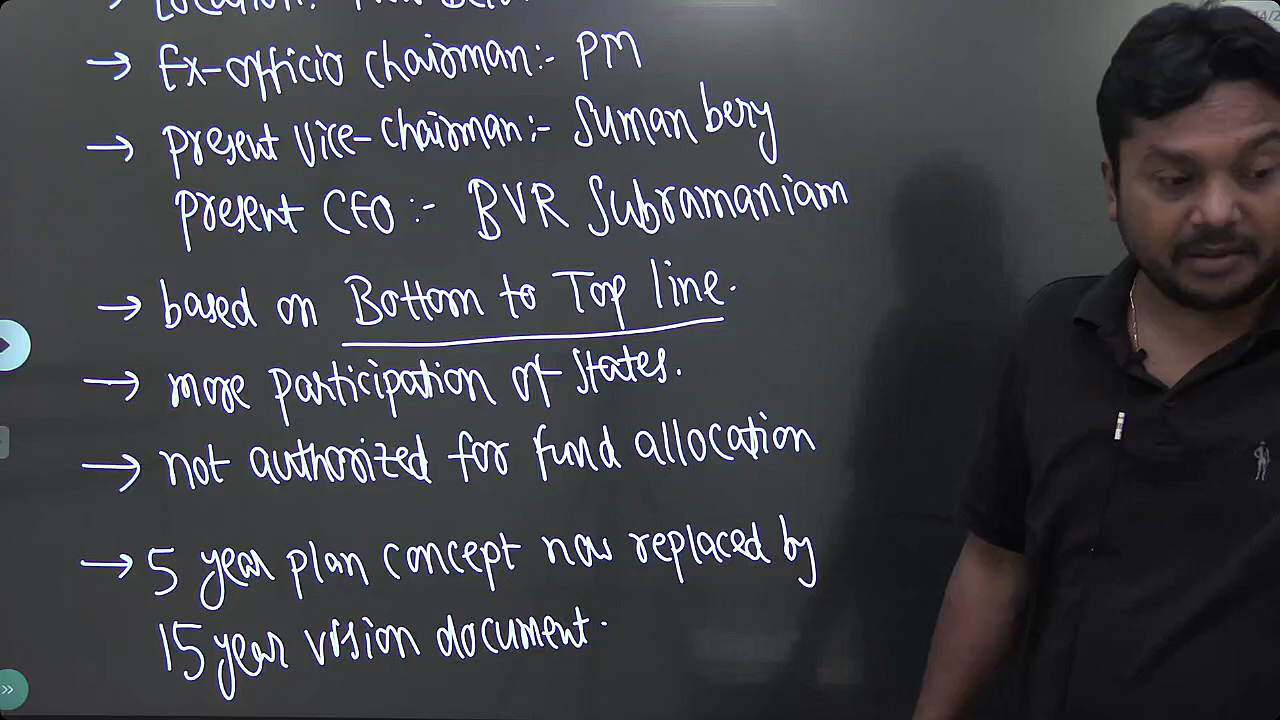 Location:
→ Ex-officio Chairman:- PM
→ Present Vice-Chairman:- Suman bery
Present CEO:- BVR Subramaniam
→ based on Bottom to Top line.
→ more participation of States.
→ not authorized for fund allocation
→ 5 year plan concept now replaced by
15 year vision document.